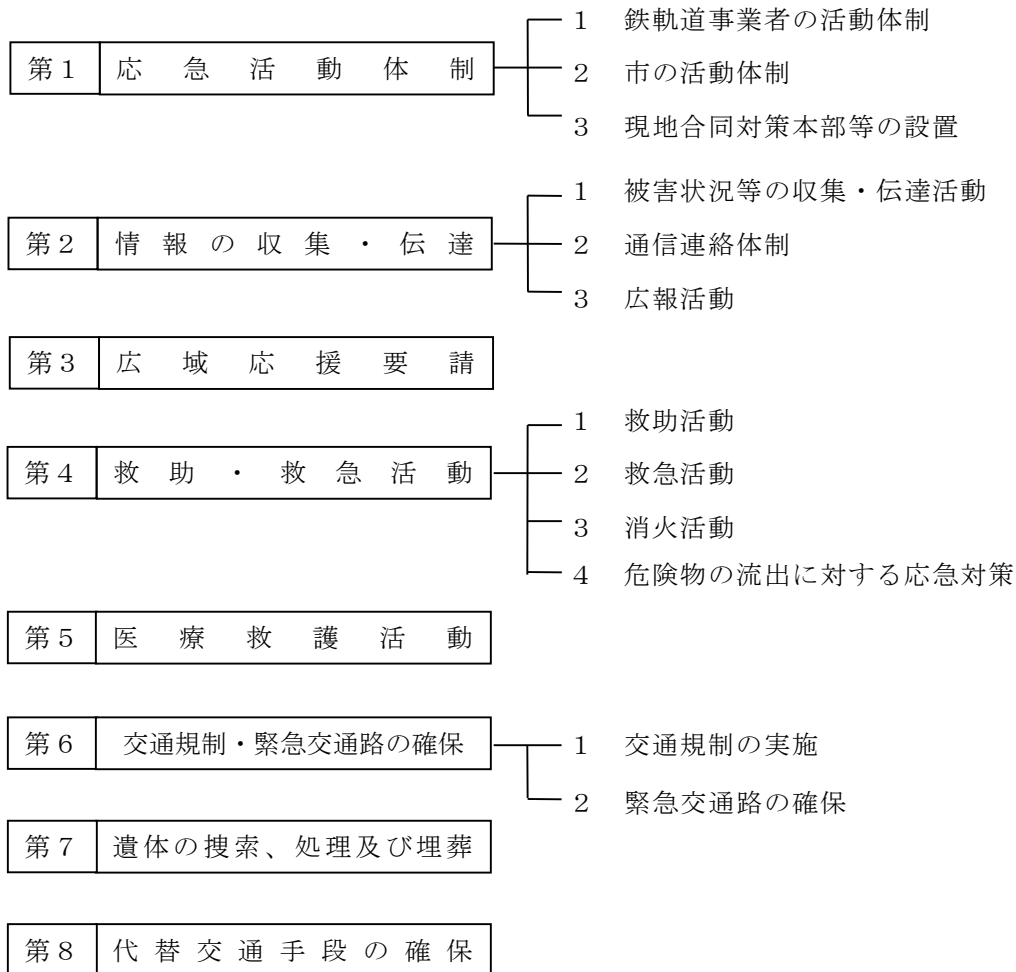 １　鉄軌道事業者の活動体制
第１　応急活動体制
２　市の活動体制
３　現地合同対策本部等の設置
１　被害状況等の収集・伝達活動
第２　情報の収集・伝達
２　通信連絡体制
３　広報活動
第３　広域応援要請
１　救助活動
第４　救助・救急活動
２　救急活動
３　消火活動
４　危険物の流出に対する応急対策
第５　医療救護活動
第６　交通規制・緊急交通路の確保
１　交通規制の実施
２　緊急交通路の確保
第７　遺体の捜索、処理及び埋葬
第８　代替交通手段の確保